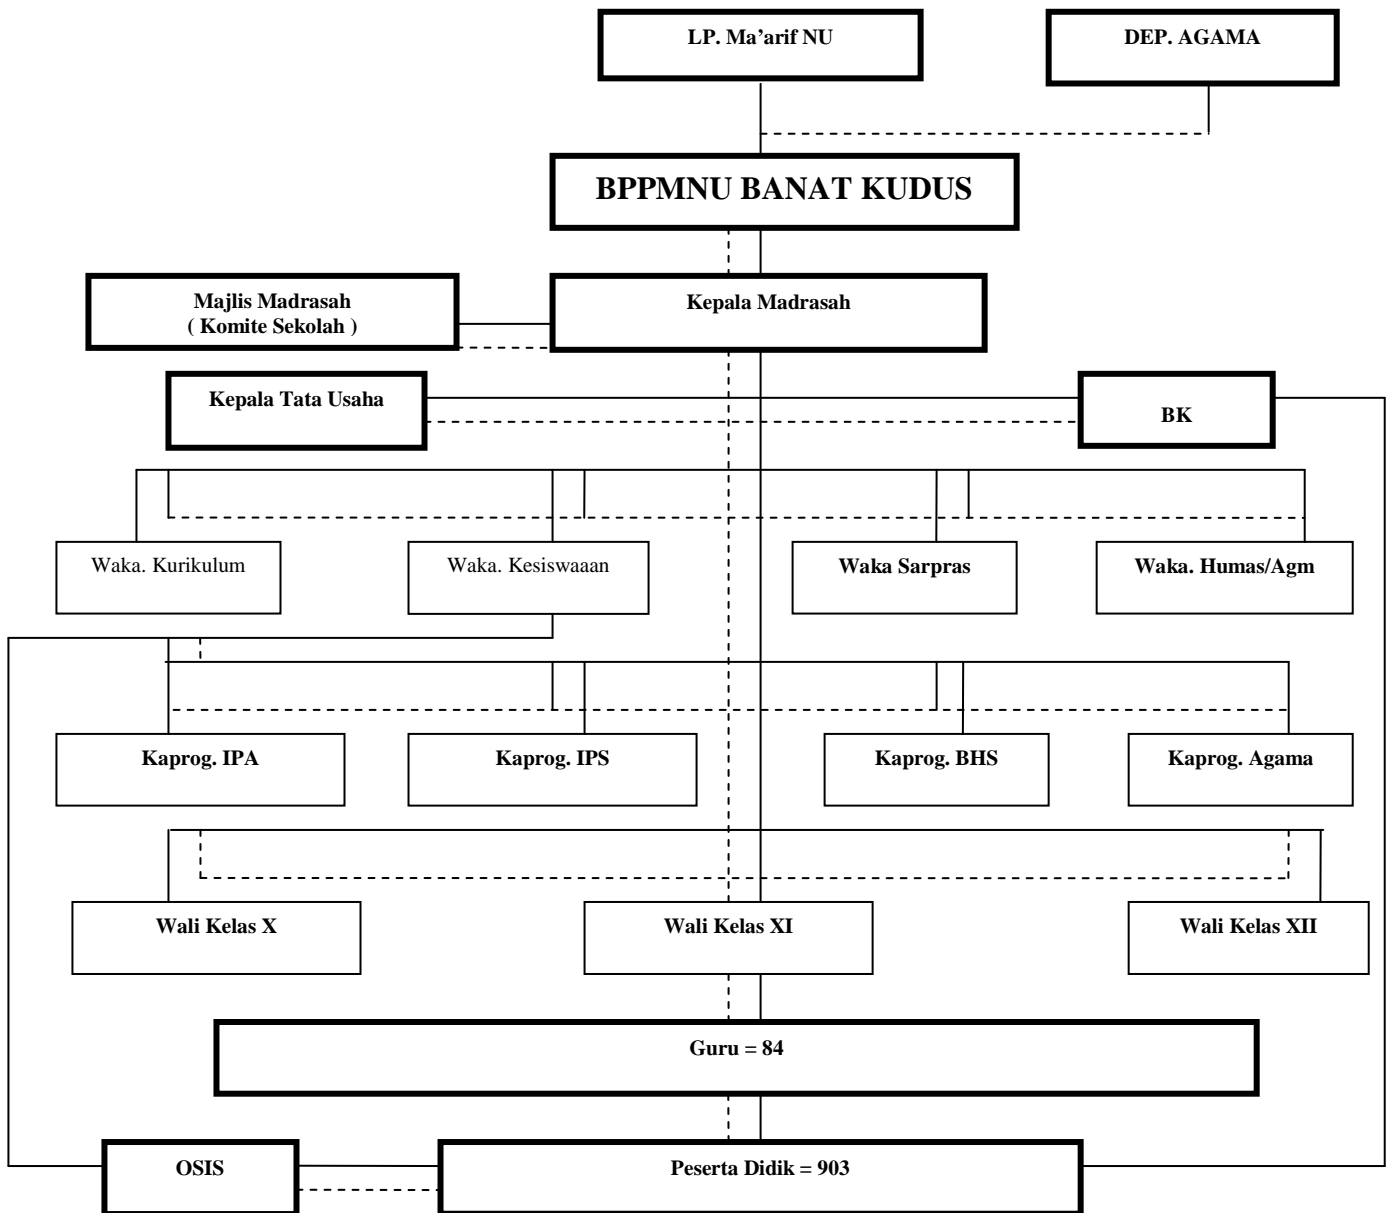 LP. Ma’arif NU
DEP. AGAMA
BPPMNU BANAT KUDUS
Majlis Madrasah
( Komite Sekolah )
Kepala Madrasah
Kepala Tata Usaha
BK
Waka. Kurikulum
Waka. Kesiswaaan
Waka Sarpras
Waka. Humas/Agm
Kaprog. IPA
Kaprog. IPS
Kaprog. BHS
Kaprog. Agama
Wali Kelas X
Wali Kelas XI
Wali Kelas XII
Guru = 84
OSIS
Peserta Didik = 903